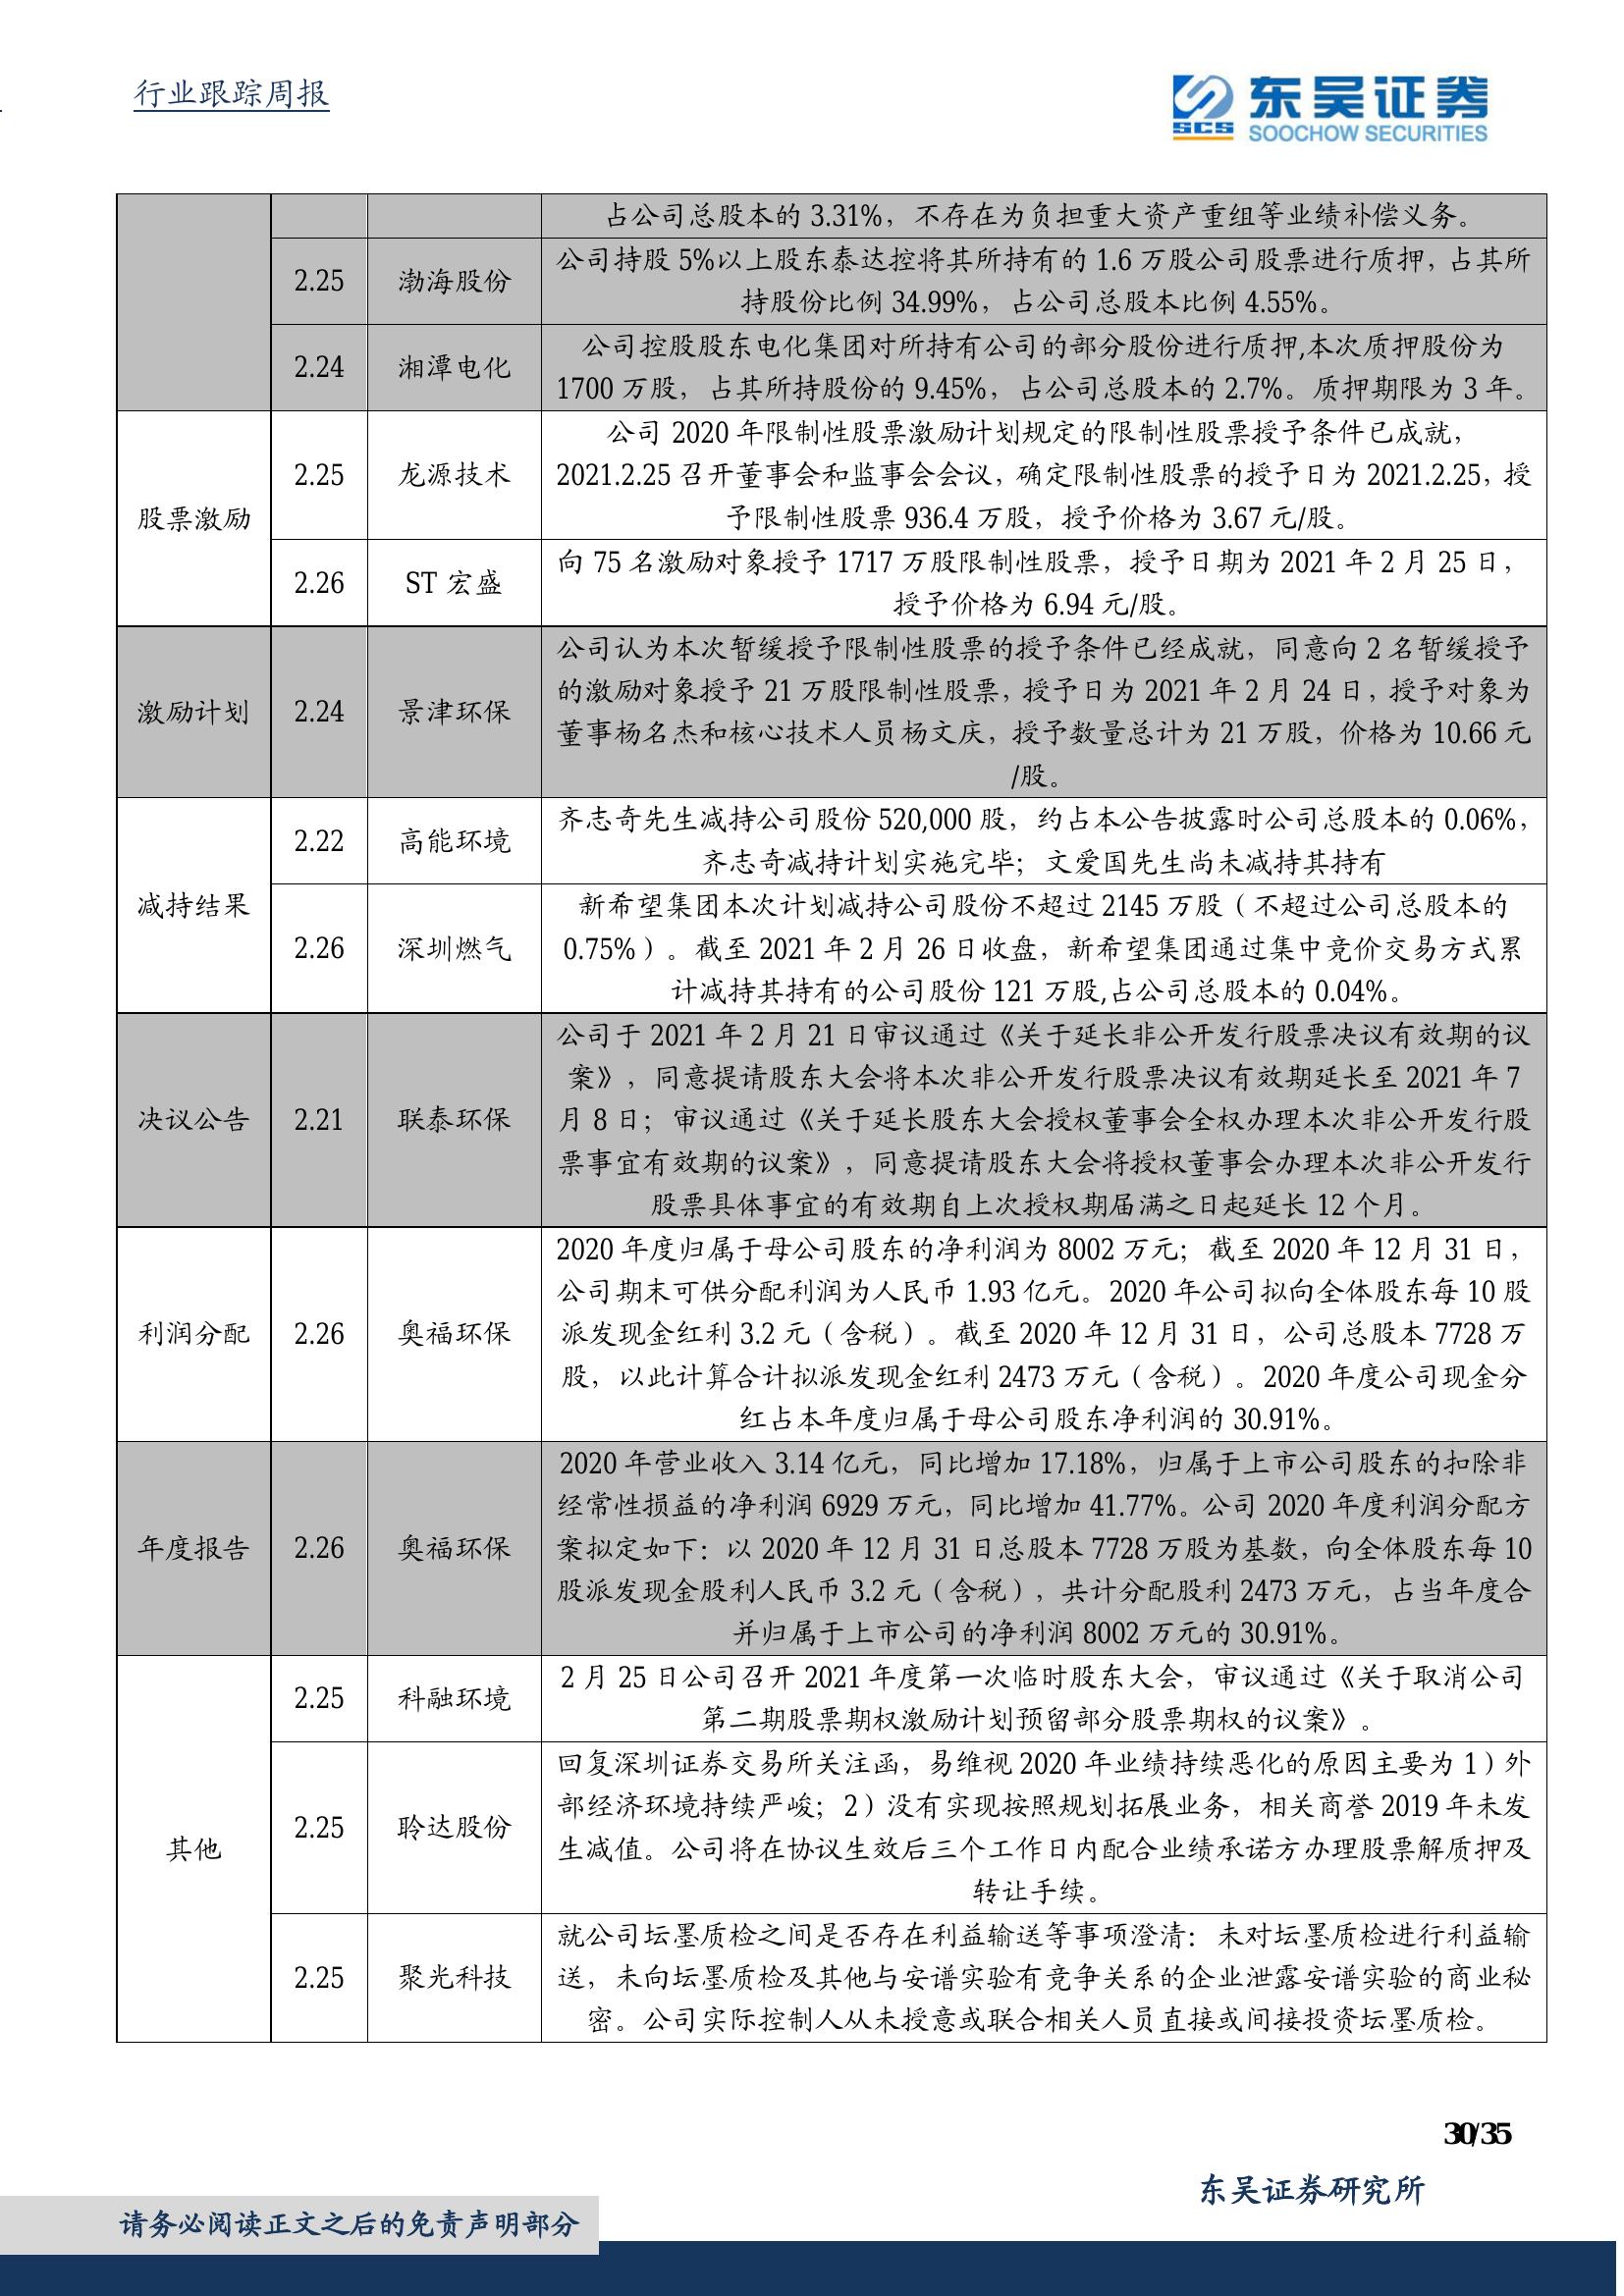 行业跟踪周报
东吴证券
SCS
SOOCHOW SECURITIES
占公司总股本的 3.31%，不存在为负担重大资产重组等业绩补偿义务。
2.25
渤海股份
公司持股 5%以上股东泰达控将其所持有的 1.6 万股公司股票进行质押，占其所
持股份比例 34.99%，占公司总股本比例 4.55%。
2.24
湘潭电化
公司控股股东电化集团对所持有公司的部分股份进行质押,本次质押股份为
1700 万股，占其所持股份的 9.45%，占公司总股本的 2.7%。质押期限为 3 年。
股票激励
2.25
龙源技术
公司 2020 年限制性股票激励计划规定的限制性股票授予条件已成就，
2021.2.25 召开董事会和监事会会议，确定限制性股票的授予日为 2021.2.25，授
予限制性股票 936.4 万股，授予价格为 3.67 元/股。
2.26
ST 宏盛
向 75 名激励对象授予 1717 万股限制性股票，授予日期为 2021 年 2 月 25 日，
授予价格为 6.94 元/股。
激励计划
2.24
景津环保
公司认为本次暂缓授予限制性股票的授予条件已经成就，同意向 2 名暂缓授予
的激励对象授予 21 万股限制性股票，授予日为 2021 年 2 月 24 日，授予对象为
董事杨名杰和核心技术人员杨文庆，授予数量总计为 21 万股，价格为 10.66 元
/股。
减持结果
2.22
高能环境
齐志奇先生减持公司股份 520,000 股，约占本公告披露时公司总股本的 0.06%，
齐志奇减持计划实施完毕；文爱国先生尚未减持其持有
2.26
深圳燃气
新希望集团本次计划减持公司股份不超过 2145 万股（不超过公司总股本的
0.75%）。截至 2021 年 2 月 26 日收盘，新希望集团通过集中竞价交易方式累
计减持其持有的公司股份 121 万股,占公司总股本的 0.04%。
决议公告
2.21
联泰环保
公司于 2021 年 2 月 21 日审议通过《关于延长非公开发行股票决议有效期的议
案》，同意提请股东大会将本次非公开发行股票决议有效期延长至 2021 年 7
月 8 日；审议通过《关于延长股东大会授权董事会全权办理本次非公开发行股
票事宜有效期的议案》，同意提请股东大会将授权董事会办理本次非公开发行
股票具体事宜的有效期自上次授权期届满之日起延长 12 个月。
利润分配
2.26
奥福环保
2020 年度归属于母公司股东的净利润为 8002 万元；截至 2020 年 12 月 31 日，
公司期末可供分配利润为人民币 1.93 亿元。2020 年公司拟向全体股东每 10 股
派发现金红利 3.2 元（含税）。截至 2020 年 12 月 31 日，公司总股本 7728 万
股，以此计算合计拟派发现金红利 2473 万元（含税）。2020 年度公司现金分
红占本年度归属于母公司股东净利润的 30.91%。
年度报告
2.26
奥福环保
2020 年营业收入 3.14 亿元，同比增加 17.18%，归属于上市公司股东的扣除非
经常性损益的净利润 6929 万元，同比增加 41.77%。公司 2020 年度利润分配方
案拟定如下：以 2020 年 12 月 31 日总股本 7728 万股为基数，向全体股东每 10
股派发现金股利人民币 3.2 元（含税），共计分配股利 2473 万元，占当年度合
并归属于上市公司的净利润 8002 万元的 30.91%。
其他
2.25
科融环境
2 月 25 日公司召开 2021 年度第一次临时股东大会，审议通过《关于取消公司
第二期股票期权激励计划预留部分股票期权的议案》。
2.25
聆达股份
回复深圳证券交易所关注函，易维视 2020 年业绩持续恶化的原因主要为 1）外
部经济环境持续严峻；2）没有实现按照规划拓展业务，相关商誉 2019 年未发
生减值。公司将在协议生效后三个工作日内配合业绩承诺方办理股票解质押及
转让手续。
2.25
聚光科技
就公司坛墨质检之间是否存在利益输送等事项澄清：未对坛墨质检进行利益输
送，未向坛墨质检及其他与安谱实验有竞争关系的企业泄露安谱实验的商业秘
密。公司实际控制人从未授意或联合相关人员直接或间接投资坛墨质检。
30/35
东吴证券研究所
请务必阅读正文之后的免责声明部分